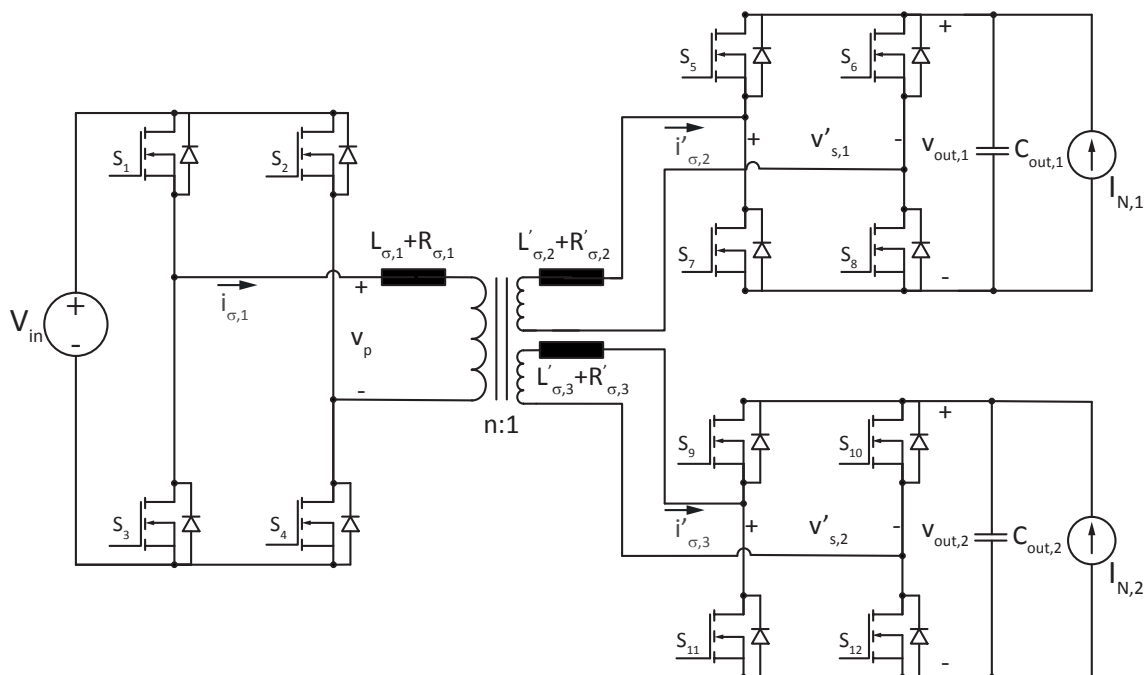 S5
S6
+
S1
S2
i'σ,2
+
v's,1
-
vout,1
Cout,1
IN,1
Lσ,1+Rσ,1
L'σ,2+R'σ,2
S7
S8
-
+
Vin
-
iσ,1
+
vp
-
L'σ,3+R'σ,3
n:1
+
S9
S10
S3
S4
i'σ,3
+
v's,2
-
vout,2
Cout,2
IN,2
S11
S12
-